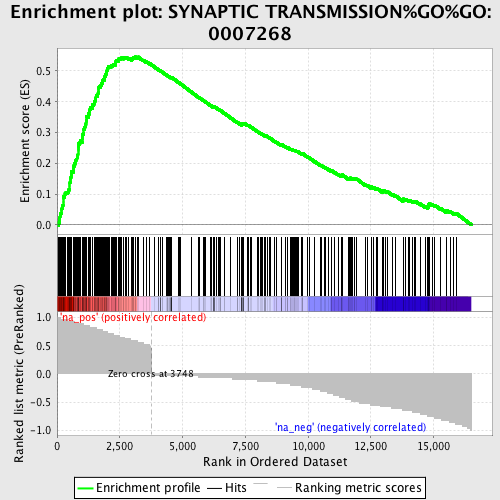 Enrichment plot: SYNAPTIC TRANSMISSION%GO%GO:
0007268
Enrichment score (ES)
0.5
0.4
0.3
0.2
0.1
0.0
Ranked list metric (PreRanked)
1.0
0.5
0.0
-0.5
-1.0
'na_pos' (positively correlated)
Zero cross at 3748
'na_neg' (negatively correlated)
0
2,500
5,000
7,500
10,000
12,500
15,000
Rank in Ordered Dataset
Enrichment profile
Hits
Ranking metric scores